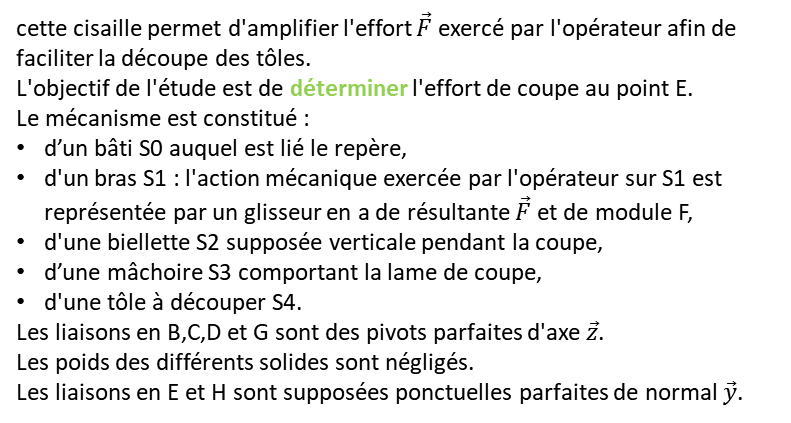 cette cisaille permet d'amplifier l'effort F⃗ exercé par l'opérateur afin de
faciliter la découpe des tôles.
L'objectif de l'étude est de déterminer l'effort de coupe au point E.
Le mécanisme est constitué :
• d’un bâti S0 auquel est lié le repère,
• d'un bras S1 : l'action mécanique exercée par l'opérateur sur S1 est
représentée par un glisseur en a de résultante F⃗ et de module F,
• d'une biellette S2 supposée verticale pendant la coupe,
• d’une mâchoire S3 comportant la lame de coupe,
• d'une tôle à découper S4.
Les liaisons en B,C,D et G sont des pivots parfaites d'axe z⃗.
Les poids des différents solides sont négligés.
Les liaisons en E et H sont supposées ponctuelles parfaites de normal y⃗.